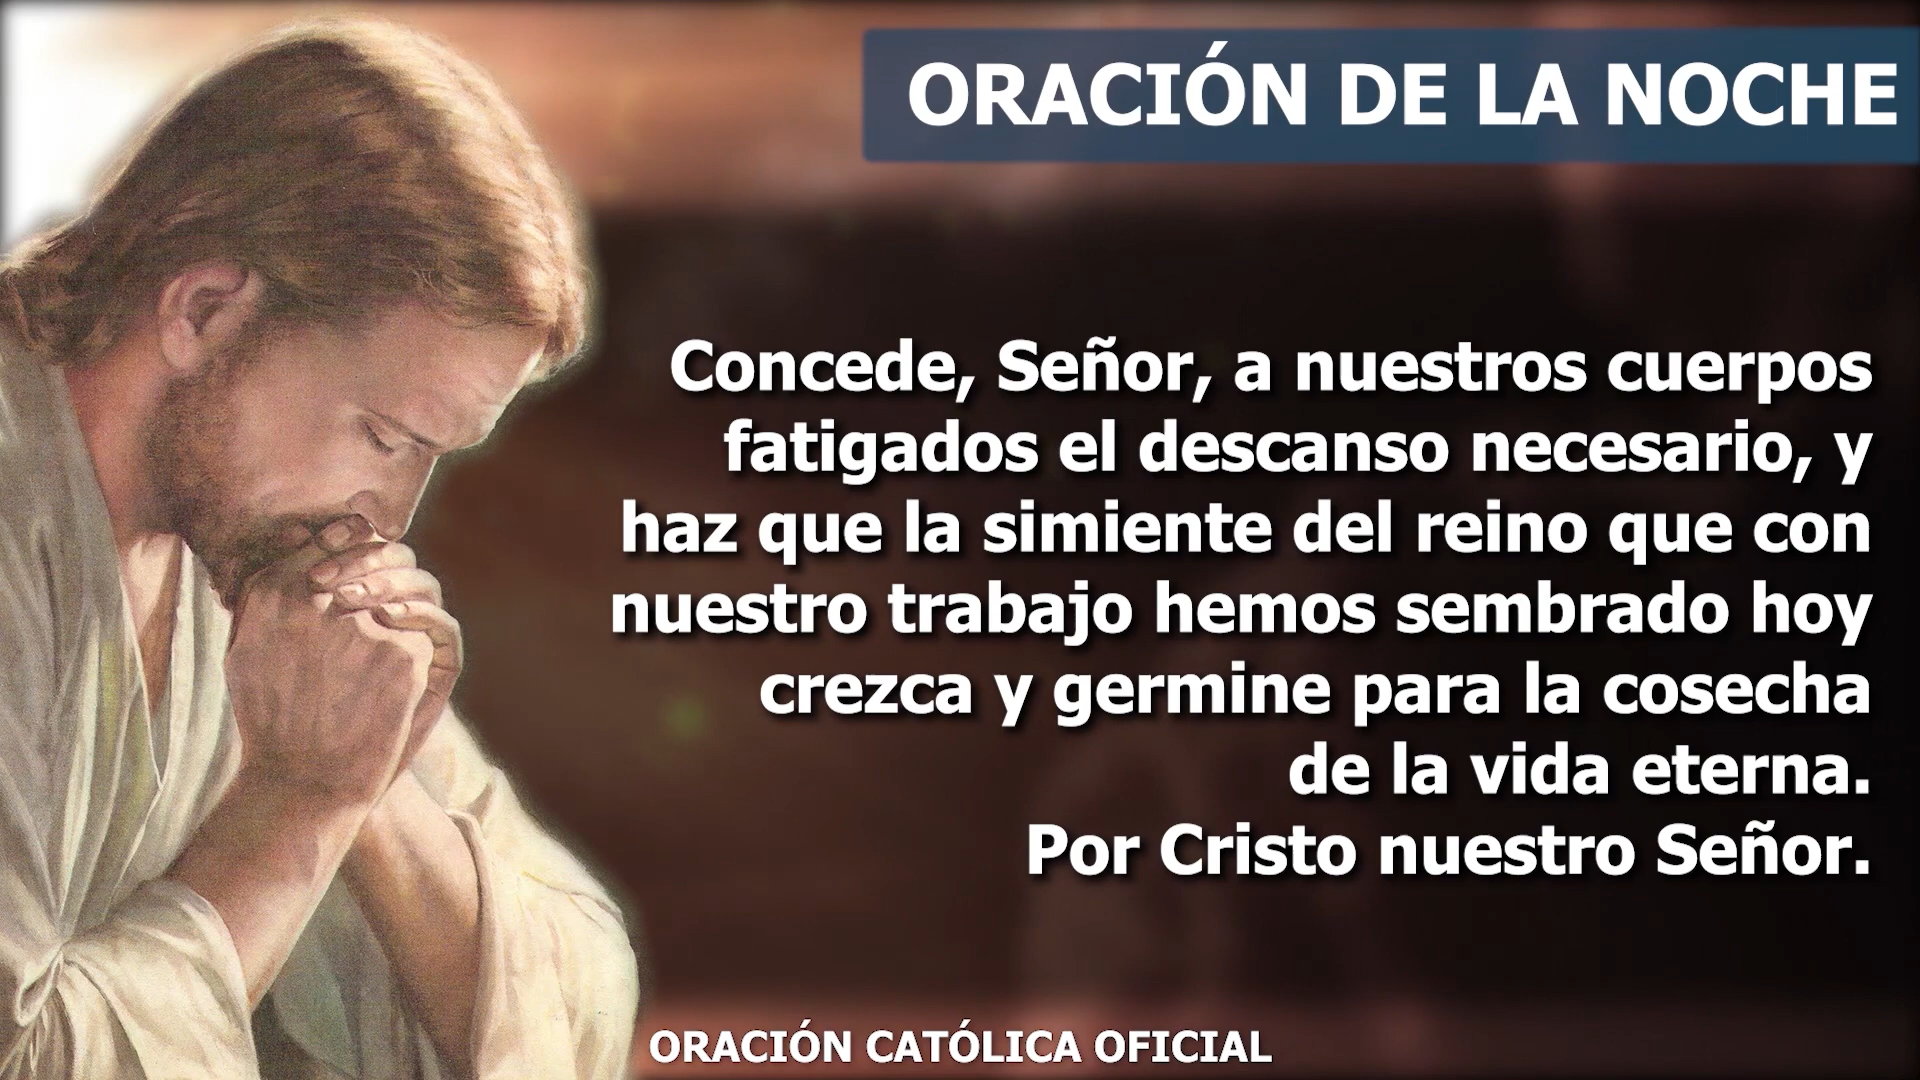 ORACIÓN DE LA NOCHE
Concede, Señor, a nuestros cuerpos
fatigados el descanso necesario, y
haz que la simiente del reino que con
nuestro trabajo hemos sembrado hoy
crezca y germine para la cosecha
de la vida eterna.
Por Cristo nuestro Señor.
ORACIÓN CATÓLICA OFICIAL